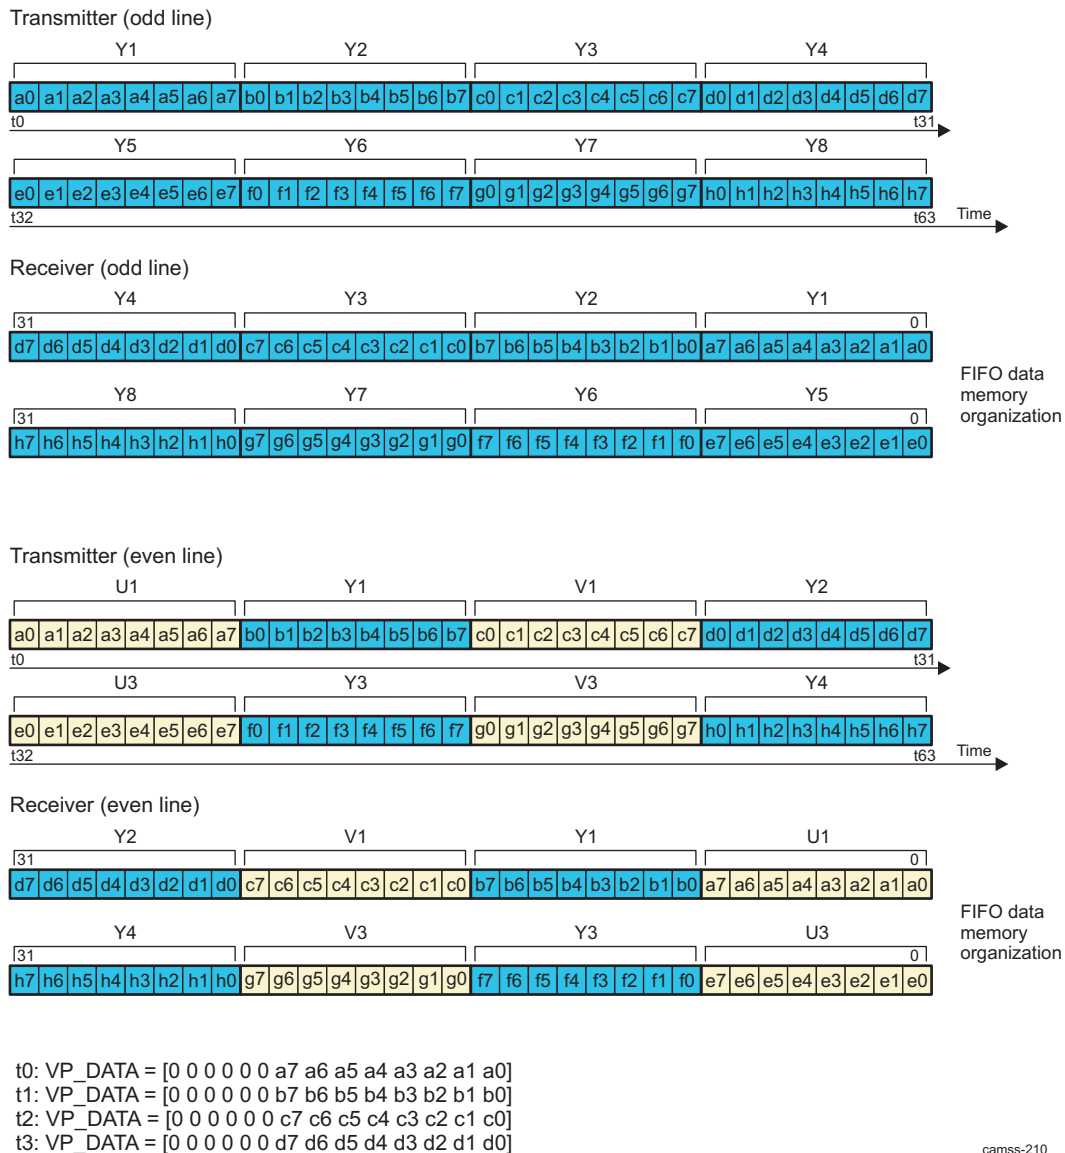 Transmitter (odd line)
Y1 Y2 Y3 Y4
a0 a1 a2 a3 a4 a5 a6 a7 b0 b1 b2 b3 b4 b5 b6 b7 c0 c1 c2 c3 c4 c5 c6 c7 d0 d1 d2 d3 d4 d5 d6 d7
t0 t31
Y5 Y6 Y7 Y8
e0 e1 e2 e3 e4 e5 e6 e7 f0 f1 f2 f3 f4 f5 f6 f7 g0 g1 g2 g3 g4 g5 g6 g7 h0 h1 h2 h3 h4 h5 h6 h7
t32 t63 Time
Receiver (odd line)
Y4 Y3 Y2 Y1
31 0
d7 d6 d5 d4 d3 d2 d1 d0 c7 c6 c5 c4 c3 c2 c1 c0 b7 b6 b5 b4 b3 b2 b1 b0 a7 a6 a5 a4 a3 a2 a1 a0
Y8 Y7 Y6 Y5
31 0
h7 h6 h5 h4 h3 h2 h1 h0 g7 g6 g5 g4 g3 g2 g1 g0 f7 f6 f5 f4 f3 f2 f1 f0 e7 e6 e5 e4 e3 e2 e1 e0
FIFO data
memory
organization
Transmitter (even line)
U1 Y1 V1 Y2
a0 a1 a2 a3 a4 a5 a6 a7 b0 b1 b2 b3 b4 b5 b6 b7 c0 c1 c2 c3 c4 c5 c6 c7 d0 d1 d2 d3 d4 d5 d6 d7
t0 t31
U3 Y3 V3 Y4
e0 e1 e2 e3 e4 e5 e6 e7 f0 f1 f2 f3 f4 f5 f6 f7 g0 g1 g2 g3 g4 g5 g6 g7 h0 h1 h2 h3 h4 h5 h6 h7
t32 t63 Time
Receiver (even line)
Y2 V1 Y1 U1
31 0
d7 d6 d5 d4 d3 d2 d1 d0 c7 c6 c5 c4 c3 c2 c1 c0 b7 b6 b5 b4 b3 b2 b1 b0 a7 a6 a5 a4 a3 a2 a1 a0
Y4 V3 Y3 U3
31 0
h7 h6 h5 h4 h3 h2 h1 h0 g7 g6 g5 g4 g3 g2 g1 g0 f7 f6 f5 f4 f3 f2 f1 f0 e7 e6 e5 e4 e3 e2 e1 e0
FIFO data
memory
organization
t0: VP_DATA = [0 0 0 0 0 0 a7 a6 a5 a4 a3 a2 a1 a0]
t1: VP_DATA = [0 0 0 0 0 0 b7 b6 b5 b4 b3 b2 b1 b0]
t2: VP_DATA = [0 0 0 0 0 0 c7 c6 c5 c4 c3 c2 c1 c0]
t3: VP_DATA = [0 0 0 0 0 0 d7 d6 d5 d4 d3 d2 d1 d0]
camss-210